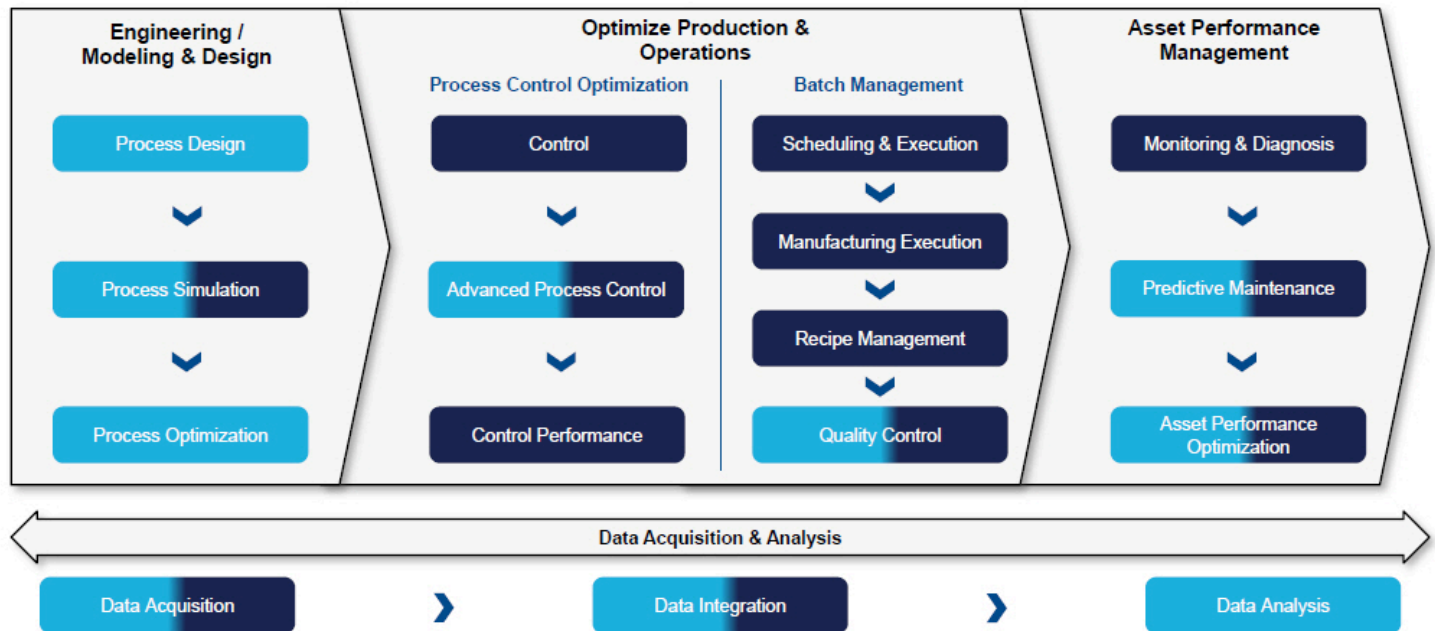 Engineering /
Modeling & Design
Process Design
Process Simulation
Process Optimization
Optimize Production &
Operations
Process Control Optimization
Control
Advanced Process Control
Control Performance
Batch Management
Scheduling & Execution
Manufacturing Execution
Recipe Management
Quality Control
Asset Performance
Management
Monitoring & Diagnosis
Predictive Maintenance
Asset Performance
Optimization
Data Acquisition & Analysis
Data Acquisition
Data Integration
Data Analysis